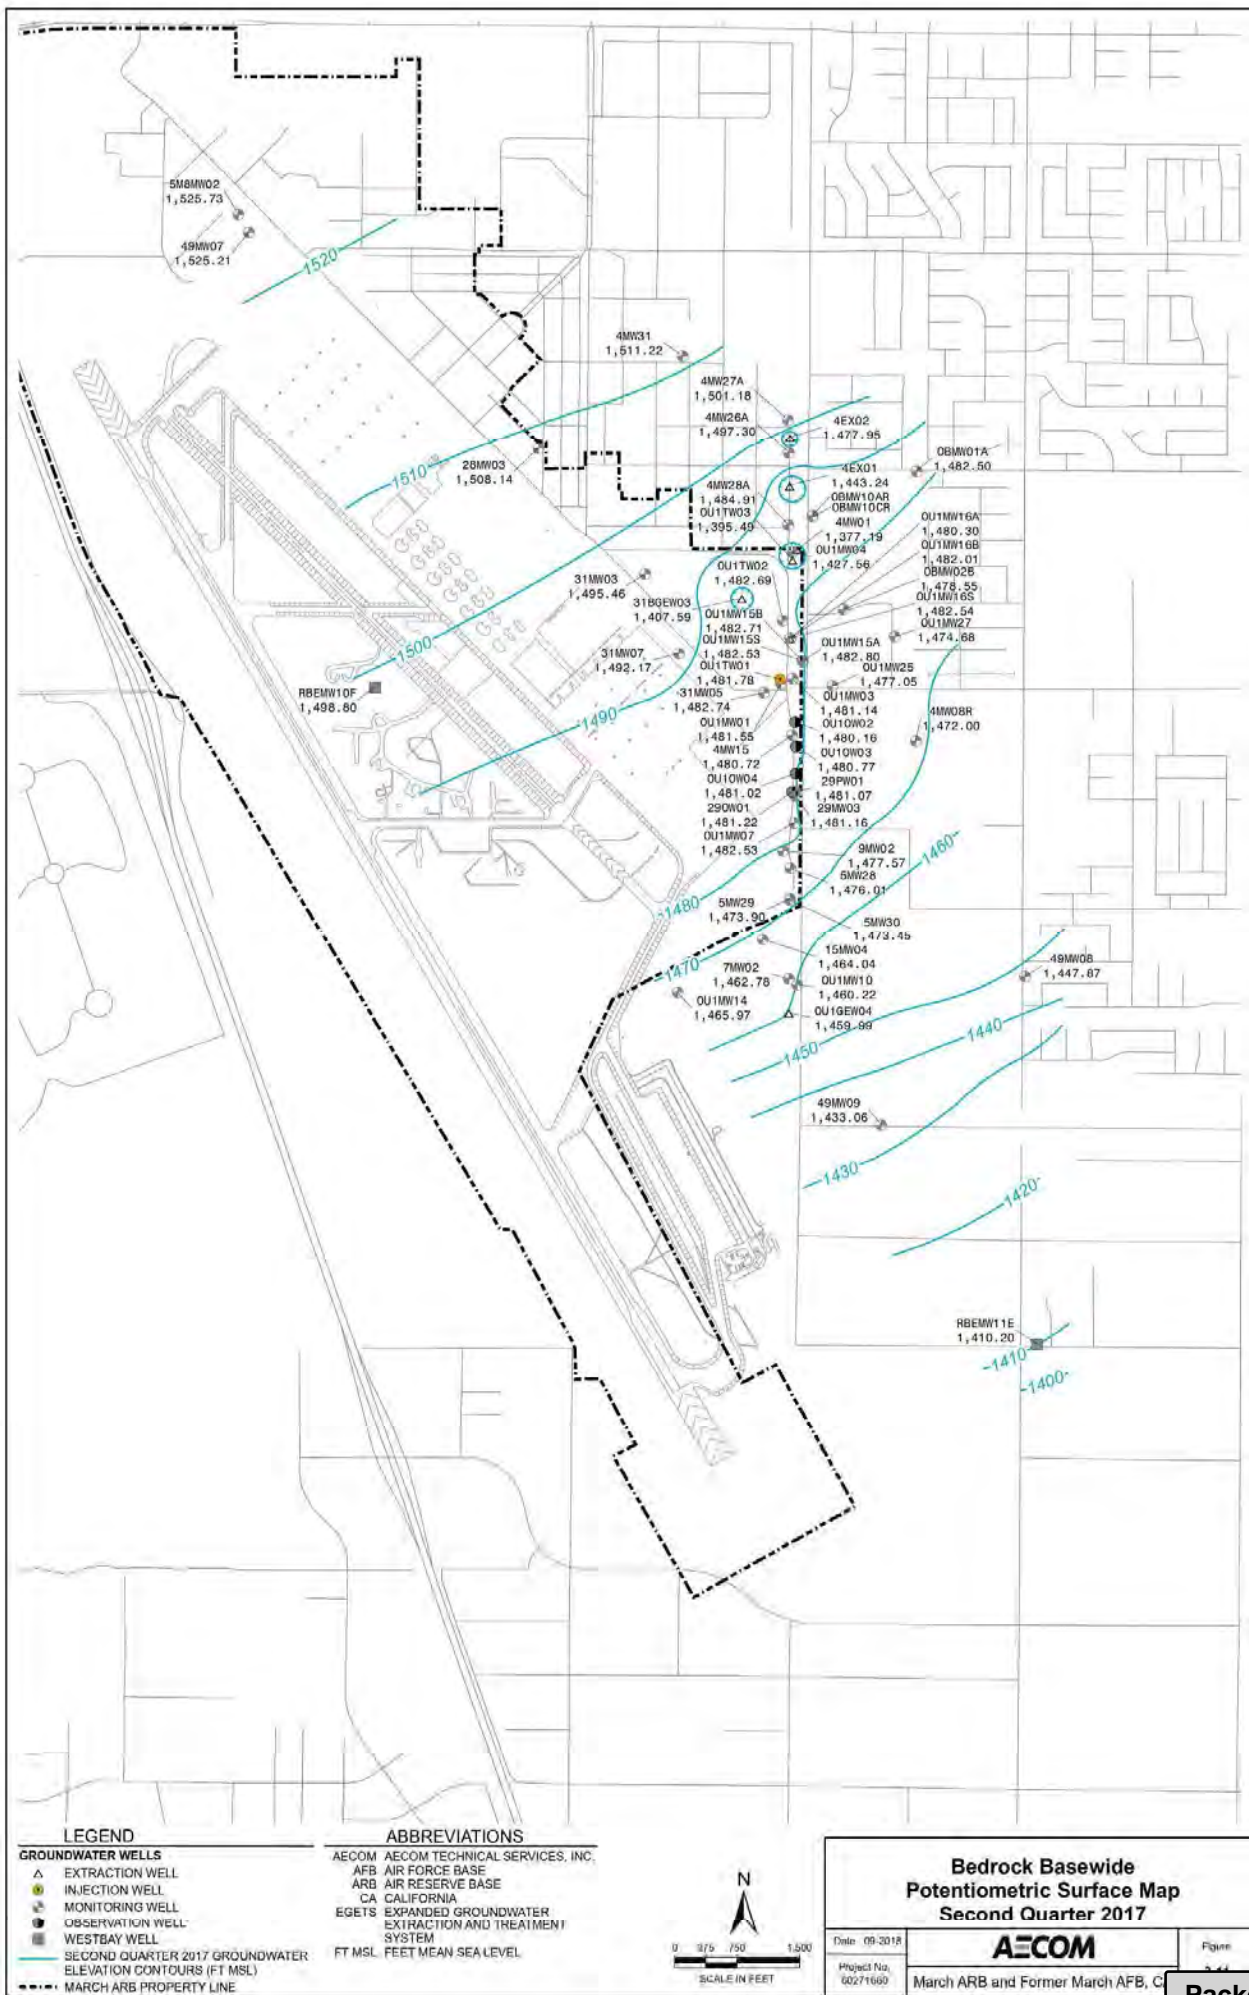 5M8MW02
1,525.73
49MW07
1,525.21
1520
4MW31
1,511.22
4MW27A
1,501.18
4MW26A
1,497.30
4EX02
1.477.95
OBMW01A
1,482.50
28MW03
1,508.14
1510
4EX01
1,443.24
4MW28A
1,484.91
OBMW10AR
OBMW10CR
OU1TW03
1,395.49
4MW01
1,377.19
OU1MW16A
1,480.30
OU1MW16B
1,482.01
OU1MW04
1,427.56
OU1TW02
1,482.69
OBMW02B
1,478.55
31MW03
1,495.46
31BGEW03
1,407.59
OU1MW16S
1,482.54
OU1MW15B
1,482.71
OU1MW27
1,474.68
1500
OU1MW15S
1,482.53
OU1MW15A
1,482.80
31MW07
1,492.17
OU1TW01
1,481.78
OU1MW25
1,477.05
RBEMW10F
1,498.80
31MW05
1,482.74
OU1MW03
1,481.14
4MW08R
1,472.00
1490
OU1MW01
1,481.55
OU1OW02
1,480.16
4MW15
1,480.72
OU1OW03
1,480.77
OU1OW04
1,481.02
29PW01
1,481.07
29OW01
1,481.22
29MW03
1,481.16
OU1MW07
1,482.53
9MW02
1,477.57
1460
5MW28
1,476.01
1480
5MW29
1,473.90
5MW30
1,473.45
15MW04
1,464.04
1470
7MW02
1,462.78
OU1MW10
1,460.22
49MW08
1,447.87
OU1MW14
1,465.97
OU1GEW04
1,459.99
1450
1440
49MW09
1,433.06
1430
1420
RBEMW11E
1,410.20
1410
1400
LEGEND
GROUNDWATER WELLS
EXTRACTION WELL
INJECTION WELL
MONITORING WELL
OBSERVATION WELL
WESTBAY WELL
SECOND QUARTER 2017 GROUNDWATER
ELEVATION CONTOURS (FT MSL)
MARCH ARB PROPERTY LINE
ABBREVIATIONS
AECOM AECOM TECHNICAL SERVICES, INC.
AFB AIR FORCE BASE
ARB AIR RESERVE BASE
CA CALIFORNIA
EGETS EXPANDED GROUNDWATER
EXTRACTION AND TREATMENT
SYSTEM
FT MSL FEET MEAN SEA LEVEL
N
0 375 750 1,500
SCALE IN FEET
Bedrock Basewide
Potentiometric Surface Map
Second Quarter 2017
Date 09-2018
AECOM
Figure
Project No.
60271660
March ARB and Former March AFB,